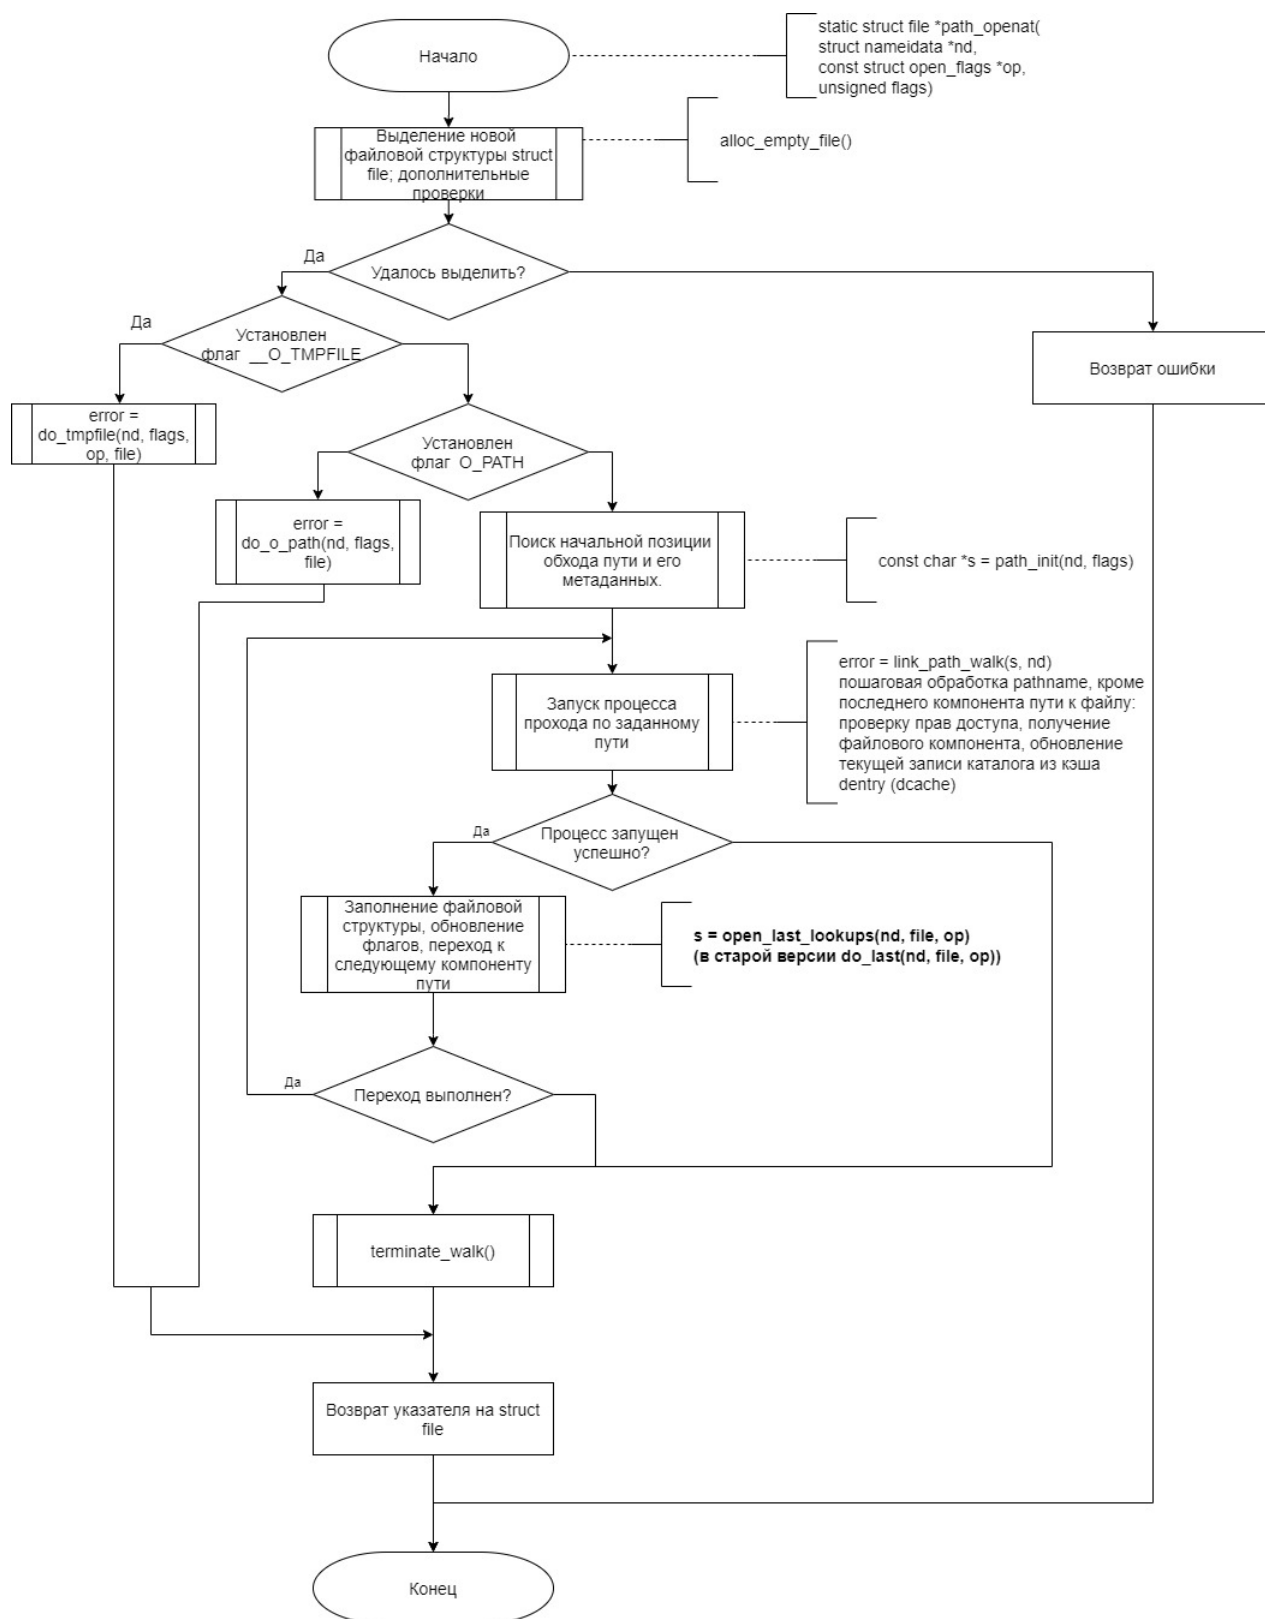 Начало
static struct file *path_openat(
struct nameidata *nd,
const struct open_flags *op,
unsigned flags)
Выделение новой
файловой структуры struct
file; дополнительные
проверки
alloc_empty_file()
Удалось выделить?
Да
Установлен
флаг __O_TMPFILE
Да
Возврат ошибки
error =
do_tmpfile(nd, flags,
op, file)
Установлен
флаг O_PATH
error =
do_o_path(nd, flags,
file)
Поиск начальной позиции
обхода пути и его
метаданных.
const char *s = path_init(nd, flags)
Запуск процесса
прохода по заданному
пути
error = link_path_walk(s, nd)
пошаговая обработка pathname, кроме
последнего компонента пути к файлу:
проверку прав доступа, получение
файлового компонента, обновление
текущей записи каталога из кэша
dentry (dcache)
Да
Процесс запущен
успешно?
Заполнение файловой
структуры, обновление
флагов, переход к
следующему компоненту
пути
s = open_last_lookups(nd, file, op)
(в старой версии do_last(nd, file, op))
Да
Переход выполнен?
terminate_walk()
Возврат указателя на struct
file
Конец